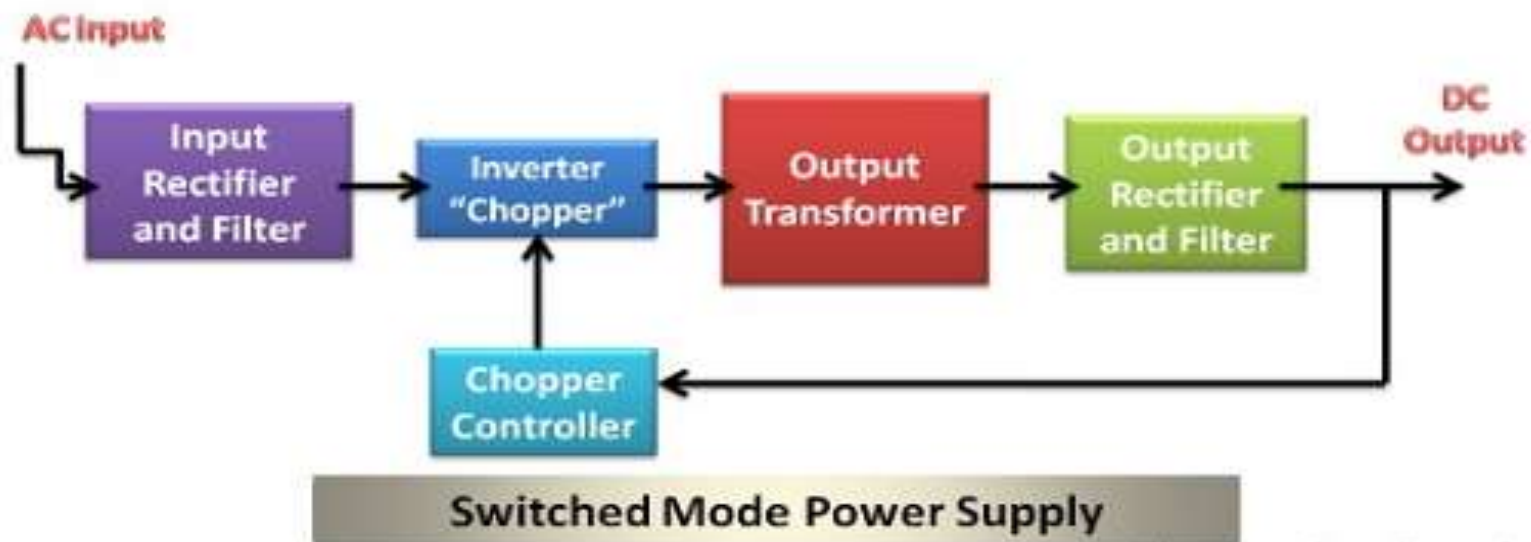 AC Input
Input
Rectifier
and Filter
Inverter
“Chopper”
Output
Transformer
Output
Rectifier
and Filter
DC
Output
Chopper
Controller
Switched Mode Power Supply